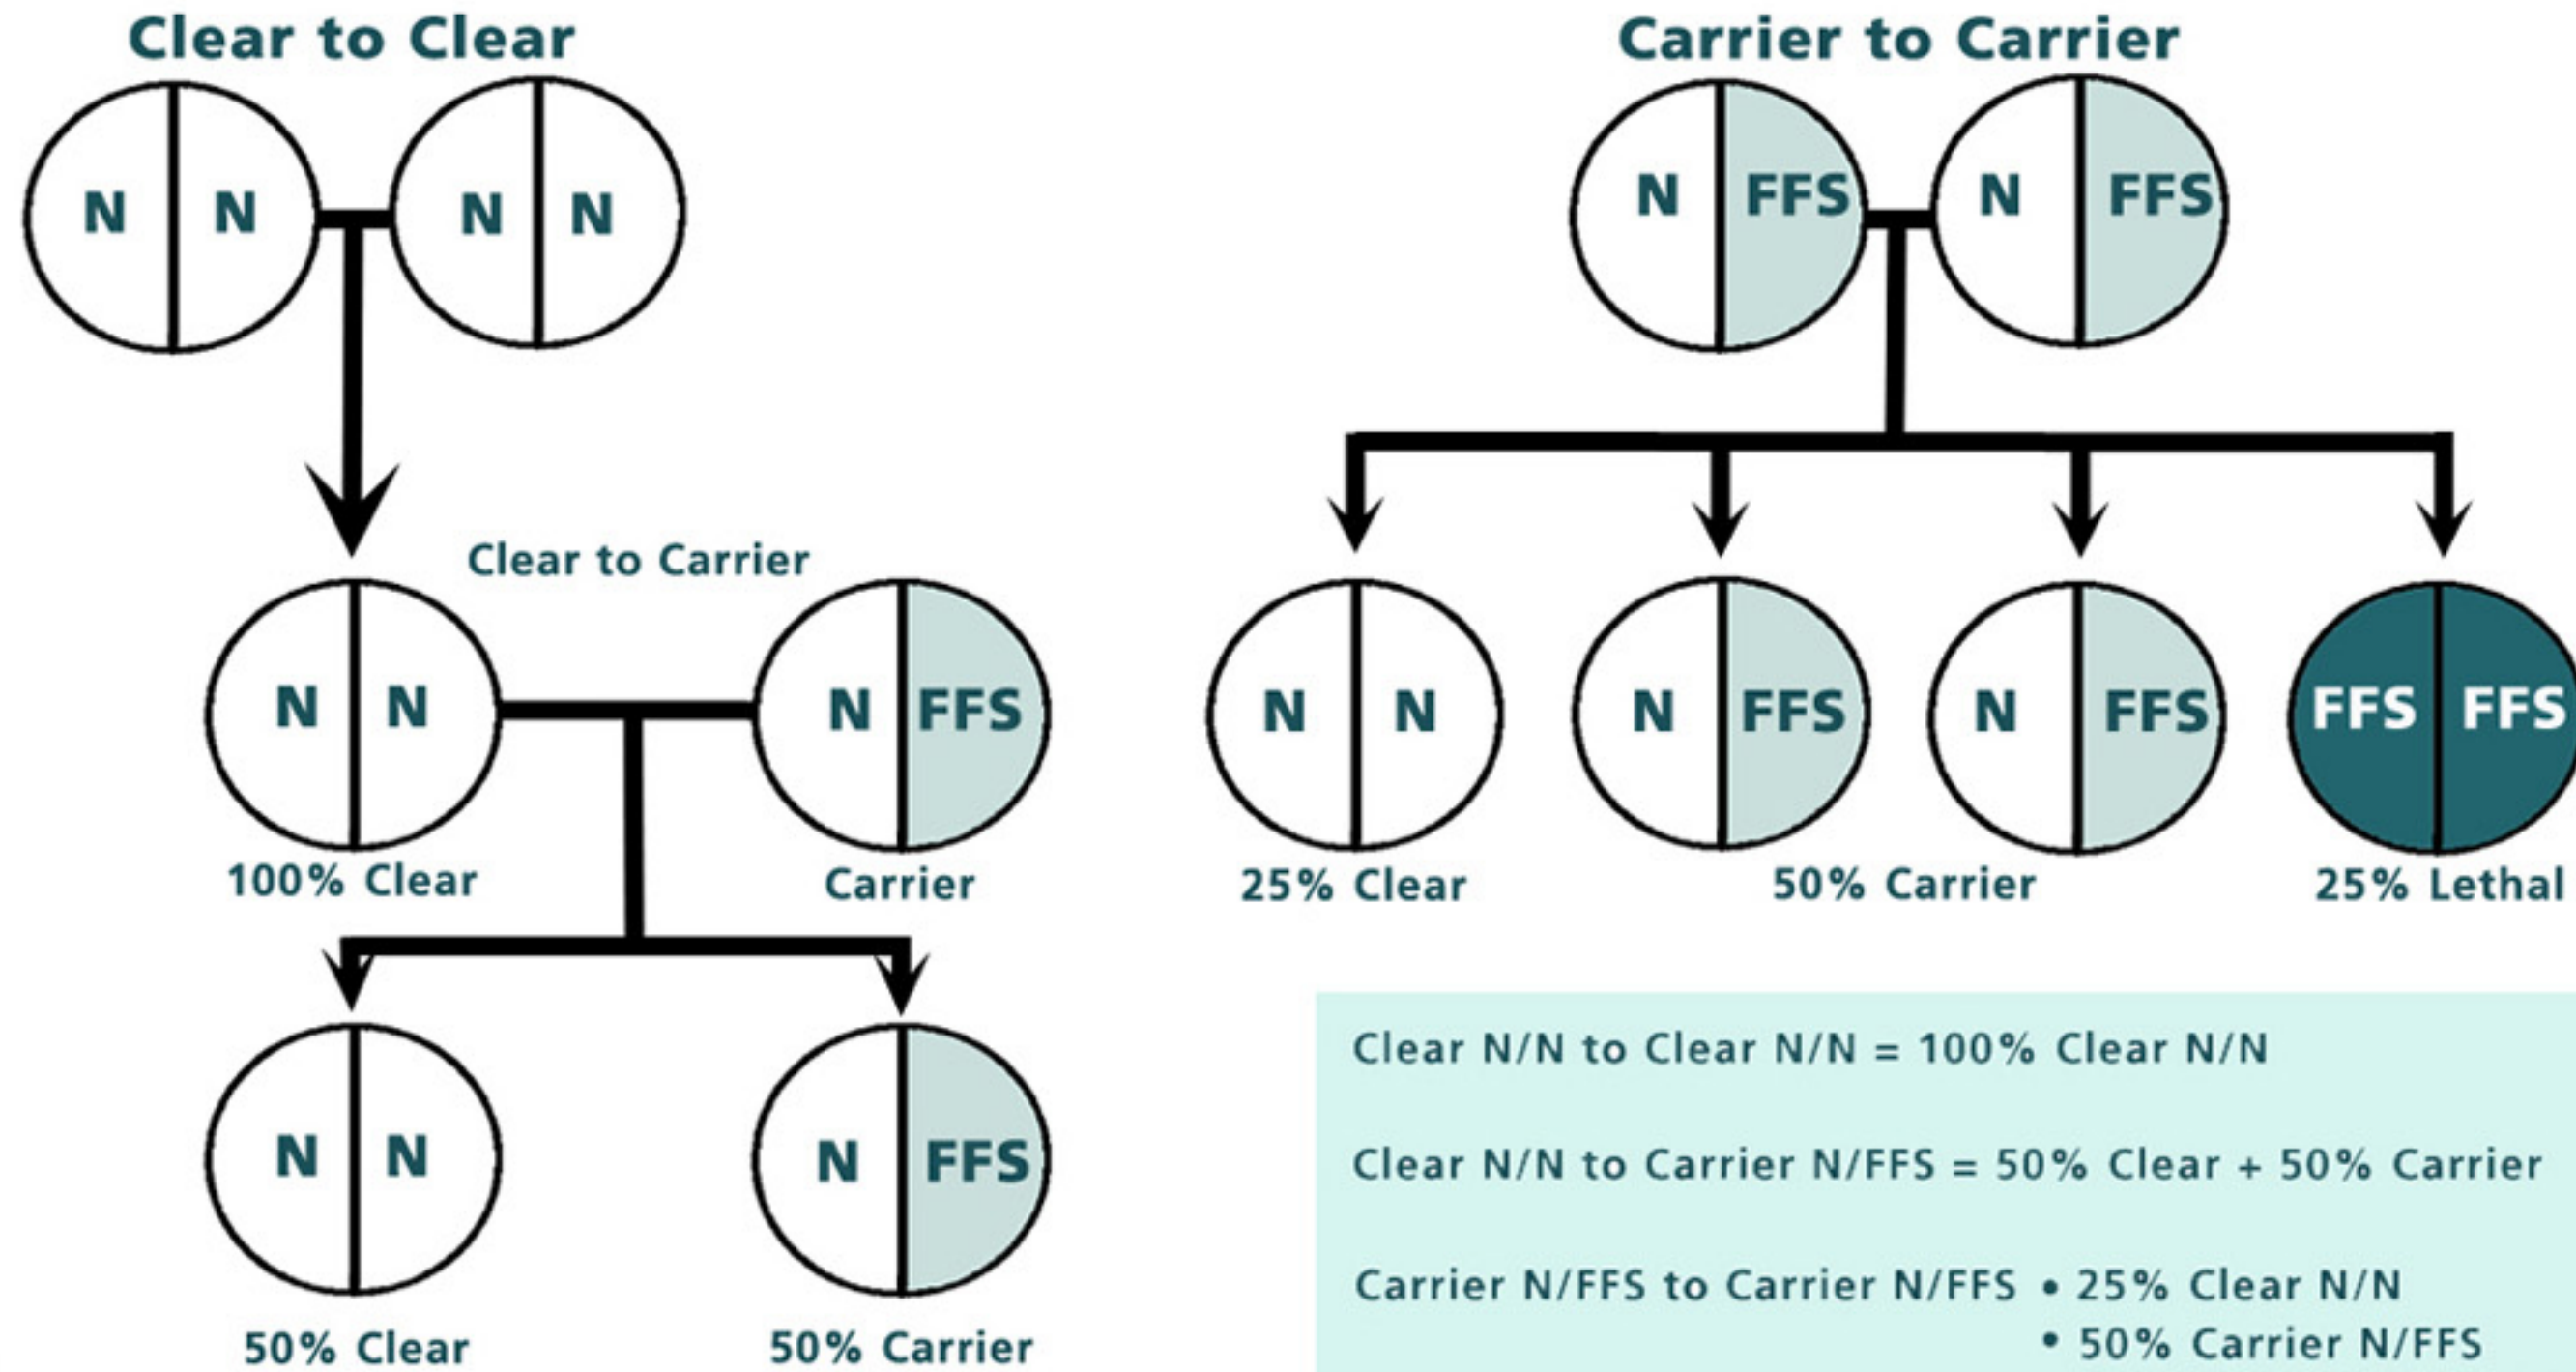 Clear to Clear
N N N N
Clear to Carrier
N N N FFS
100% Clear
Carrier
N N N FFS
50% Clear
50% Carrier
Carrier to Carrier
N FFS N FFS
N N N FFS N FFS FFS FFS
25% Clear
50% Carrier
25% Lethal
Clear N/N to Clear N/N = 100% Clear N/N
Clear N/N to Carrier N/FFS = 50% Clear + 50% Carrier
Carrier N/FFS to Carrier N/FFS • 25% Clear N/N
• 50% Carrier N/FFS